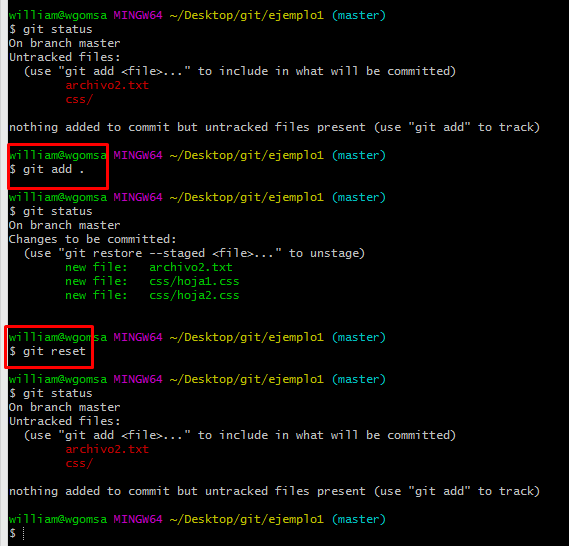 william@wgomsa MINGW64 ~/Desktop/git/ejemplo1 (master)
$ git status
On branch master
Untracked files:
  (use "git add <file>..." to include in what will be committed)
        archivo2.txt
        css/

nothing added to commit but untracked files present (use "git add" to track)

william@wgomsa MINGW64 ~/Desktop/git/ejemplo1 (master)
$ git add .

william@wgomsa MINGW64 ~/Desktop/git/ejemplo1 (master)
$ git status
On branch master
Changes to be committed:
  (use "git restore --staged <file>..." to unstage)
        new file:   archivo2.txt
        new file:   css/hoja1.css
        new file:   css/hoja2.css

william@wgomsa MINGW64 ~/Desktop/git/ejemplo1 (master)
$ git reset

william@wgomsa MINGW64 ~/Desktop/git/ejemplo1 (master)
$ git status
On branch master
Untracked files:
  (use "git add <file>..." to include in what will be committed)
        archivo2.txt
        css/

nothing added to commit but untracked files present (use "git add" to track)

william@wgomsa MINGW64 ~/Desktop/git/ejemplo1 (master)
$